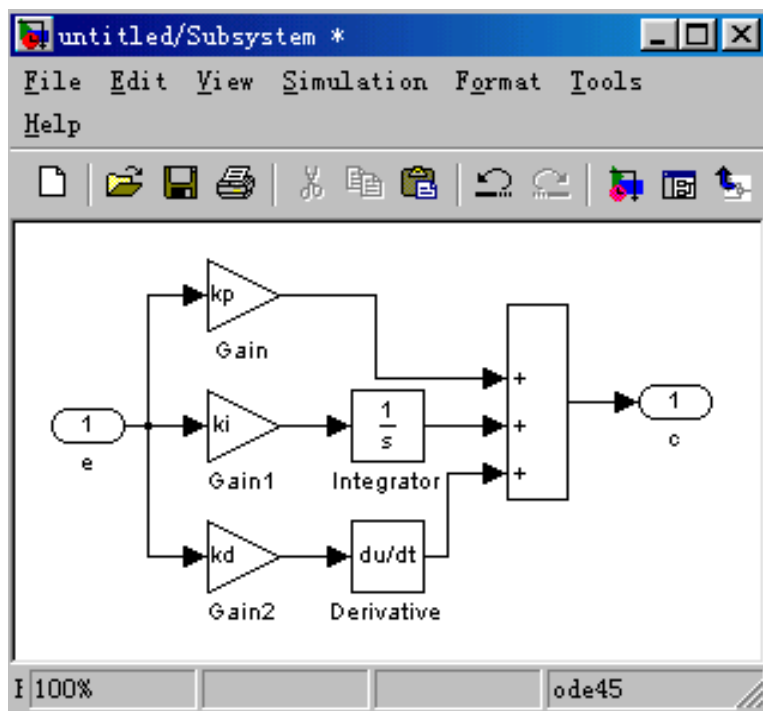 untitled/Subsystem *
File Edit View Simulation Format Tools
Help
kp
Gain
+
1
e
ki
1
s
+
1
c
Gain1
Integrator
+
kd
du/dt
Gain2
Derivative
100%
ode45